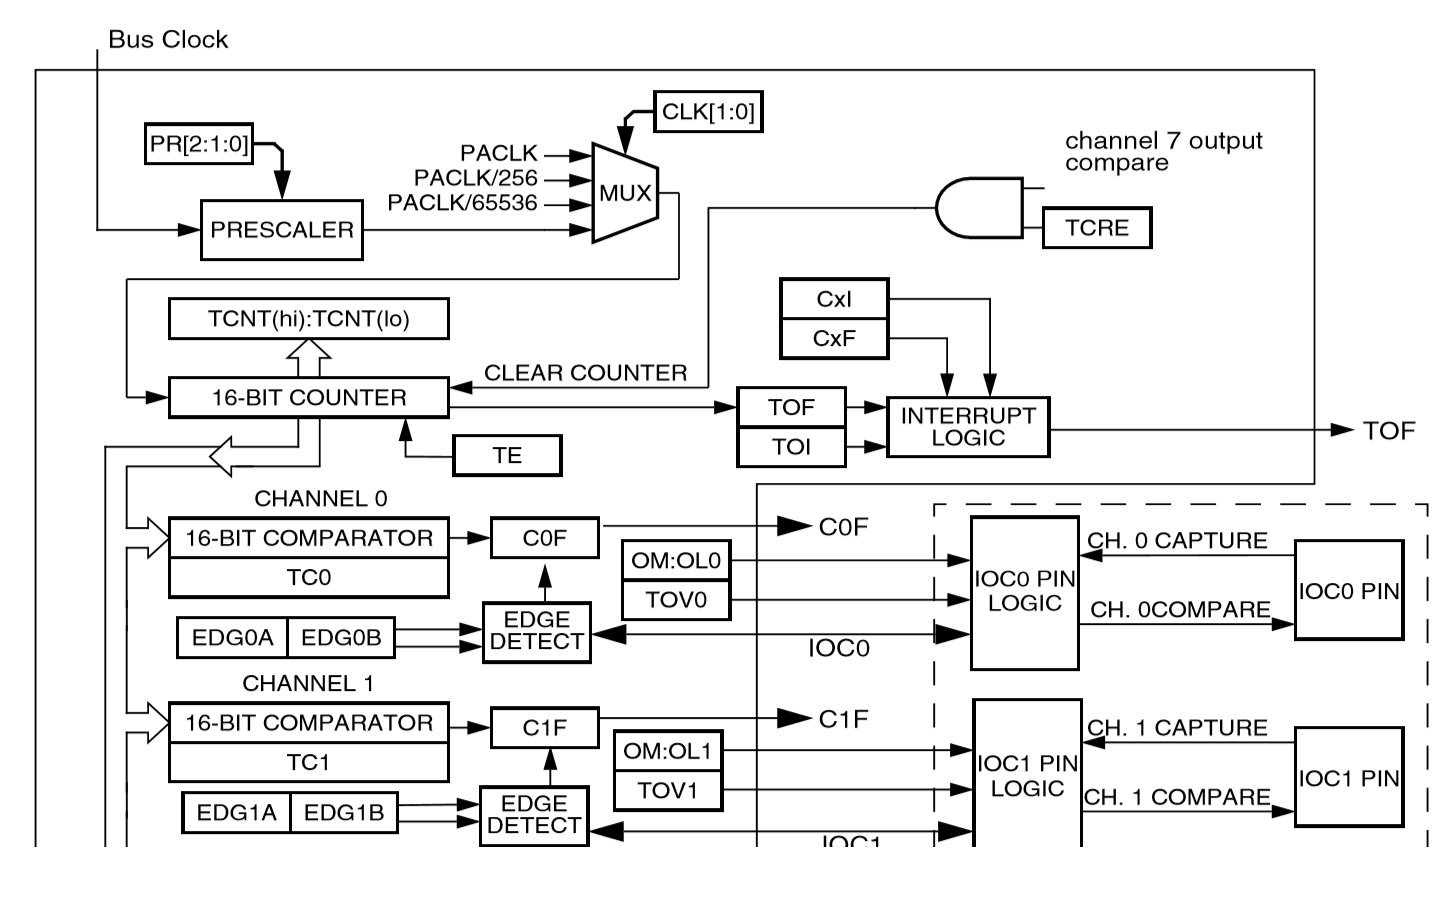 Bus Clock
CLK[1:0]
PR[2:1:0]
channel 7 output
compare
PACLK
PACLK/256
PACLK/65536
MUX
PRESCALER
TCRE
CxI
CxF
TCNT(hi):TCNT(lo)
CLEAR COUNTER
16-BIT COUNTER
TOF
TOI
INTERRUPT
LOGIC
TOF
TE
CHANNEL 0
16-BIT COMPARATOR
TC0
C0F
C0F
OM:OL0
TOV0
IOC0 PIN
LOGIC
CH. 0 CAPTURE
CH. 0COMPARE
IOC0 PIN
EDG0A
EDG0B
EDGE
DETECT
IOC0
CHANNEL 1
16-BIT COMPARATOR
TC1
C1F
C1F
OM:OL1
TOV1
IOC1 PIN
LOGIC
CH. 1 CAPTURE
CH. 1 COMPARE
IOC1 PIN
EDG1A
EDG1B
EDGE
DETECT
IOC1